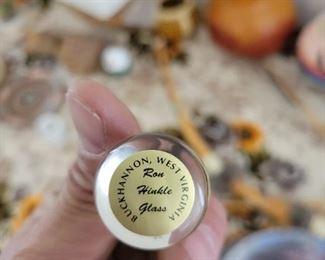 BUCKHANNON, WEST VIRGINIA
Ron
Hinkle
Glass